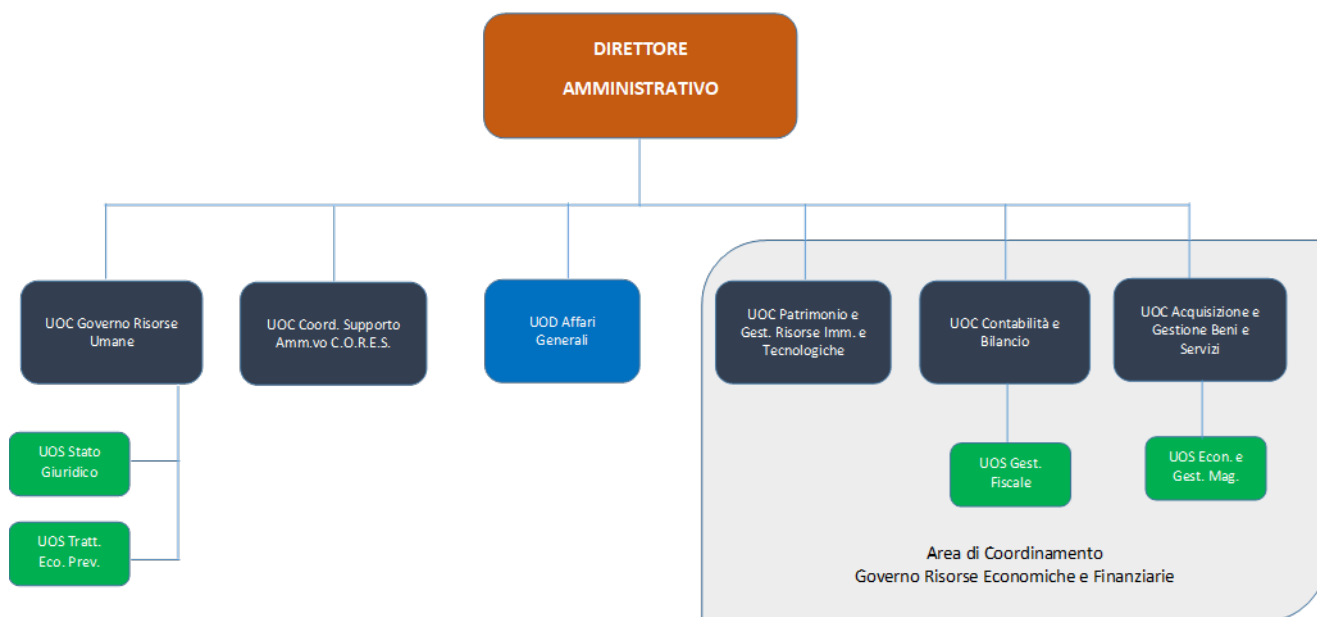 DIRETTORE
AMMINISTRATIVO
UOC Governo Risorse
Umane
UOC Coord. Supporto
Amm.vo C.O.R.E.S.
UOD Affari
Generali
UOC Patrimonio e
Gest. Risorse Imm. e
Tecnologiche
UOC Contabilità e
Bilancio
UOC Acquisizione e
Gestione Beni e
Servizi
UOS Stato
Giuridico
UOS Tratt.
Eco. Prev.
UOS Gest.
Fiscale
UOS Econ. e
Gest. Mag.
Area di Coordinamento
Governo Risorse Economiche e Finanziarie